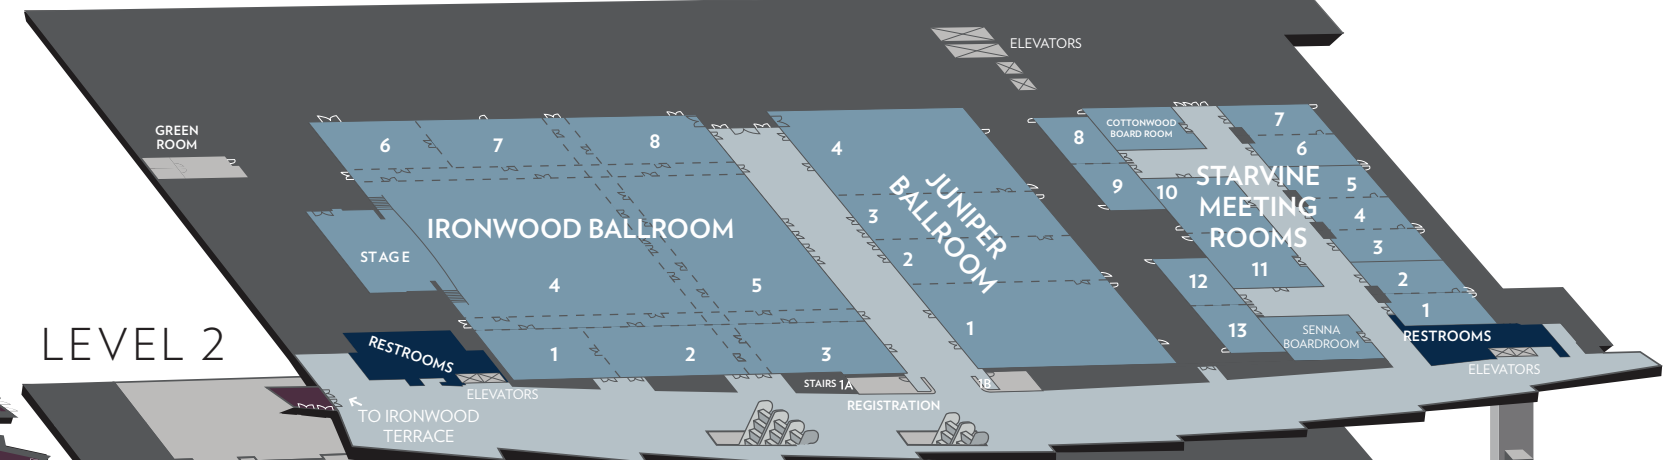 ELEVATORS
GREEN
ROOM
6
7
8
4
8
COTTONWOOD
BOARD ROOM
7
6
IRONWOOD BALLROOM
STAGE
4
5
3
JUNIPER
BALLROOM
2
1
9
10
STARVINE
MEETING
ROOMS
5
4
3
11
2
12
1
13
SENNA
BOARDROOM
RESTROOMS
ELEVATORS
LEVEL 2
RESTROOMS
1
2
3
ELEVATORS
STAIRS 1A
1B
REGISTRATION
TO IRONWOOD
TERRACE